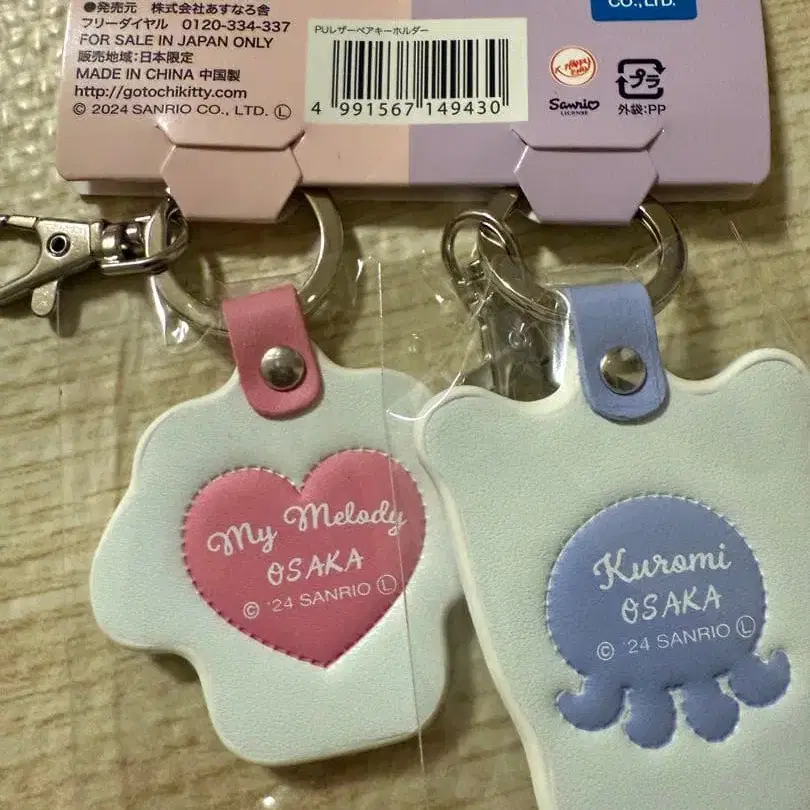 ●発売元 株式会社あすなろ舎
フリーダイヤル 0120-334-337
FOR SALE IN JAPAN ONLY
販売地域:日本限定
MADE IN CHINA 中国製
http://gotochikitty.com
© 2024 SANRIO CO., LTD. Ⓛ
PUレザーペアキーホルダー
4 991567 149430
CO., LTD.
Sanrio
LICENSE
プラ
外袋:PP
My Melody
OSAKA
© '24 SANRIO Ⓛ
Kuromi
OSAKA
© '24 SANRIO Ⓛ